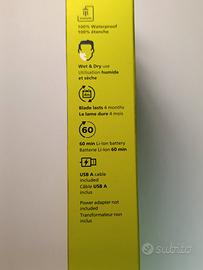 100% Waterproof
100% étanche
Wet & Dry use
Utilisation humide
et sèche
Blade lasts 4 months
La lame dure 4 mois
60
60 min Li-Ion battery
Batterie Li-Ion 60 min
USB A cable
included
Câble USB A
inclus
Power adapter not
included
Transformateur non
inclus
subito